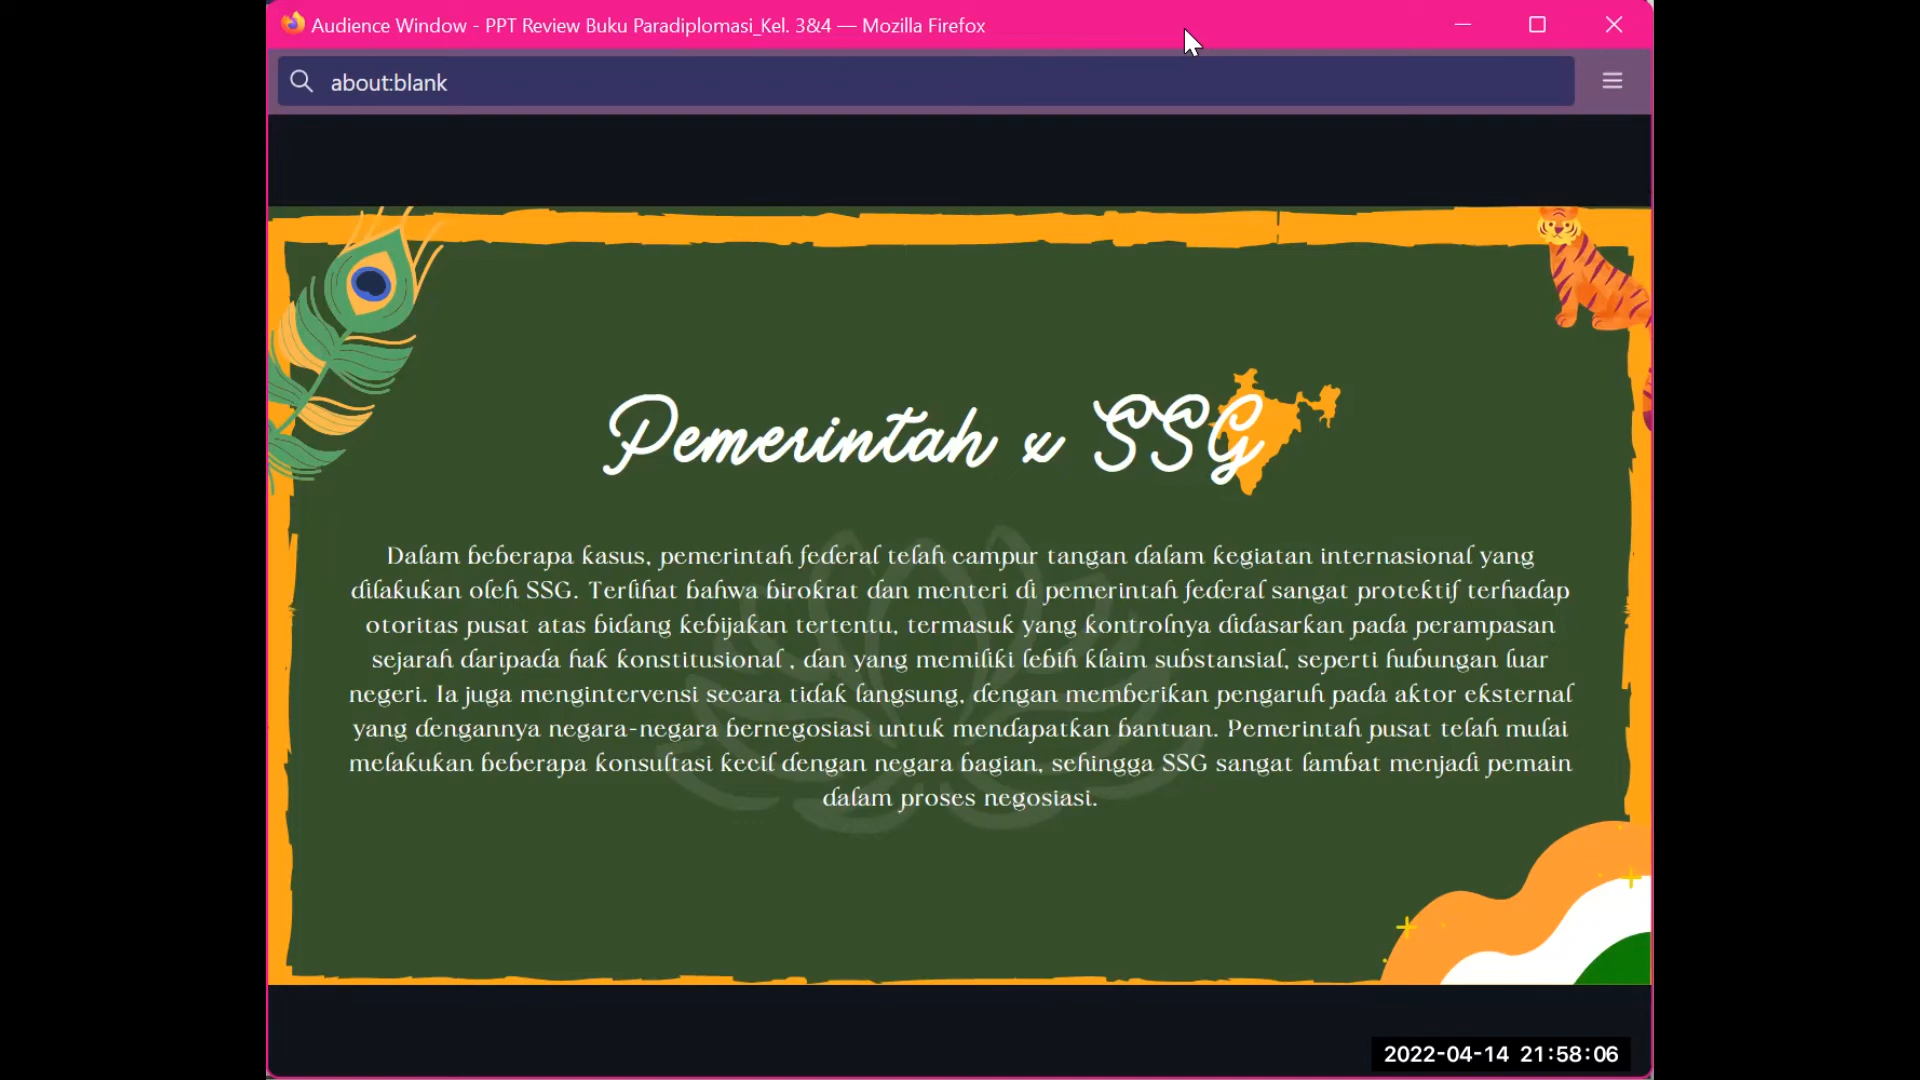 Audience Window - PPT Review Buku Paradiplomasi_Kel. 3&4 — Mozilla Firefox
about:blank
Pemerintah x SSG
Dalam beberapa kasus, pemerintah federal telah campur tangan dalam kegiatan internasional yang
dilakukan oleh SSG. Terlihat bahwa birokrat dan menteri di pemerintah federal sangat protektif terhadap
otoritas pusat atas bidang kebijakan tertentu, termasuk yang kontrolnya didasarkan pada perampasan
sejarah daripada hak konstitusional , dan yang memiliki lebih klaim substansial, seperti hubungan luar
negeri. Ia juga mengintervensi secara tidak langsung, dengan memberikan pengaruh pada aktor eksternal
yang dengannya negara-negara bernegosiasi untuk mendapatkan bantuan. Pemerintah pusat telah mulai
melakukan beberapa konsultasi kecil dengan negara bagian, sehingga SSG sangat lambat menjadi pemain
dalam proses negosiasi.
2022-04-14 21:58:06